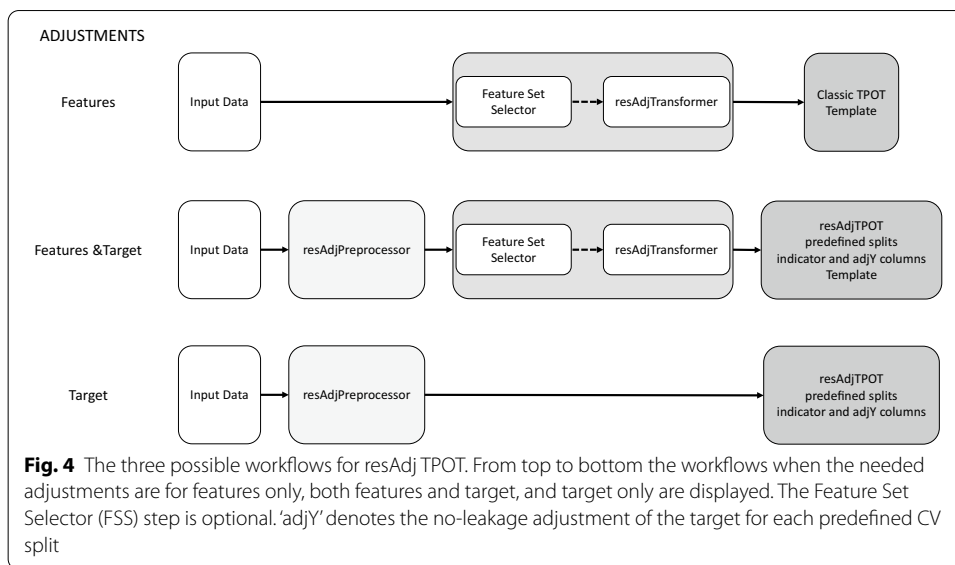 ADJUSTMENTS
Features
Input Data
Feature Set
Selector
resAdjTransformer
Classic TPOT
Template
Features &Target
Input Data
resAdjPreprocessor
Feature Set
Selector
resAdjTransformer
resAdjTPOT
predefined splits
indicator and adjY columns
Template
Target
Input Data
resAdjPreprocessor
resAdjTPOT
predefined splits
indicator and adjY columns
Fig. 4 The three possible workflows for resAdj TPOT. From top to bottom the workflows when the needed
adjustments are for features only, both features and target, and target only are displayed. The Feature Set
Selector (FSS) step is optional. ‘adjY’ denotes the no-leakage adjustment of the target for each predefined CV
split